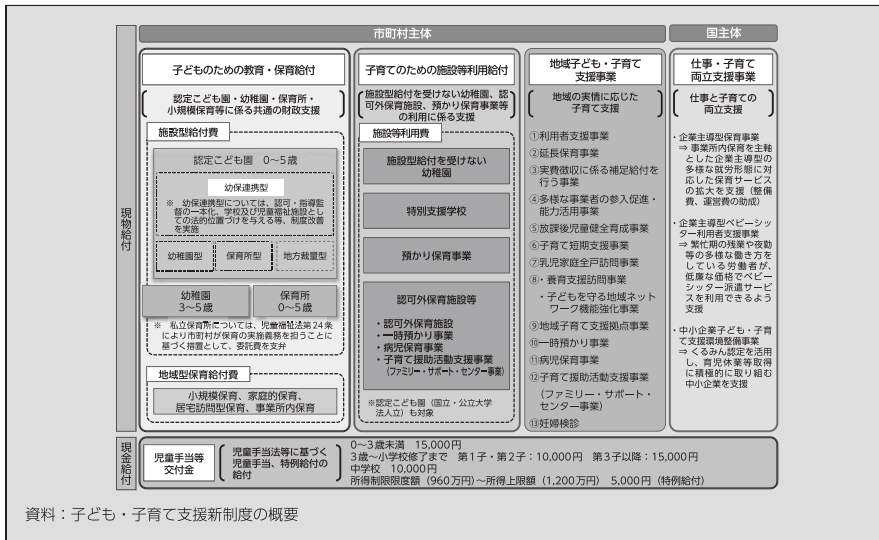 市町村主体
国主体
現物給付
子どものための教育・保育給付
認定こども園・幼稚園・保育所・
小規模保育等に係る共通の財政支援
施設型給付費
認定こども園 0~5歳
幼保連携型
※ 幼保連携型については、認可・指導監
督の一本化、学校及び児童福祉施設とし
ての法的位置づけを与える等、制度改善
を実施
幼稚園型
保育所型
地方裁量型
幼稚園
3~5歳
保育所
0~5歳
※ 私立保育所については、児童福祉法第24条
により市町村が保育の実施義務を担うことに
基づく措置として、委託費を支弁
地域型保育給付費
小規模保育、家庭的保育、
居宅訪問型保育、事業所内保育
子育てのための施設等利用給付
施設型給付を受けない幼稚園、認
可外保育施設、預かり保育事業等
の利用に係る支援
施設等利用費
施設型給付を受けない
幼稚園
特別支援学校
預かり保育事業
認可外保育施設等
・認可外保育施設
・一時預かり事業
・病児保育事業
・子育て援助活動支援事業
(ファミリー・サポート・センター事業)
※認定こども園(国立・公立大学
法人立)も対象
地域子ども・子育て
支援事業
地域の実情に応じた
子育て支援
①利用者支援事業
②延長保育事業
③実費徴収に係る補足給付を
行う事業
④多様な事業者の参入促進・
能力活用事業
⑤放課後児童健全育成事業
⑥子育て短期支援事業
⑦乳児家庭全戸訪問事業
⑧・養育支援訪問事業
・子どもを守る地域ネット
ワーク機能強化事業
⑨地域子育て支援拠点事業
⑩一時預かり事業
⑪病児保育事業
⑫子育て援助活動支援事業
(ファミリー・サポート・
センター事業)
⑬妊婦検診
仕事・子育て
両立支援事業
仕事と子育ての
両立支援
・企業主導型保育事業
⇒ 事業所内保育を主軸
とした企業主導型の
多様な就労形態に対
応した保育サービス
の拡大を支援(整備
費、運営費の助成)
・企業主導型ベビーシッ
ター利用者支援事業
⇒ 繁忙期の残業や夜勤
等の多様な働き方を
している労働者が、
低廉な価格でベビー
シッター派遣サービ
スを利用できるよう
支援
・中小企業子ども・子育
て支援環境整備事業
⇒ くるみん認定を活用
し、育児休業等取得
に積極的に取り組む
中小企業を支援
現金給付
児童手当等
交付金
児童手当法等に基づく
児童手当、特例給付の
給付
0~3歳未満 15,000円
3歳~小学校修了まで 第1子・第2子:10,000円 第3子以降:15,000円
中学校 10,000円
所得制限限度額(960万円)~所得上限額(1,200万円) 5,000円(特例給付)
資料:子ども・子育て支援新制度の概要